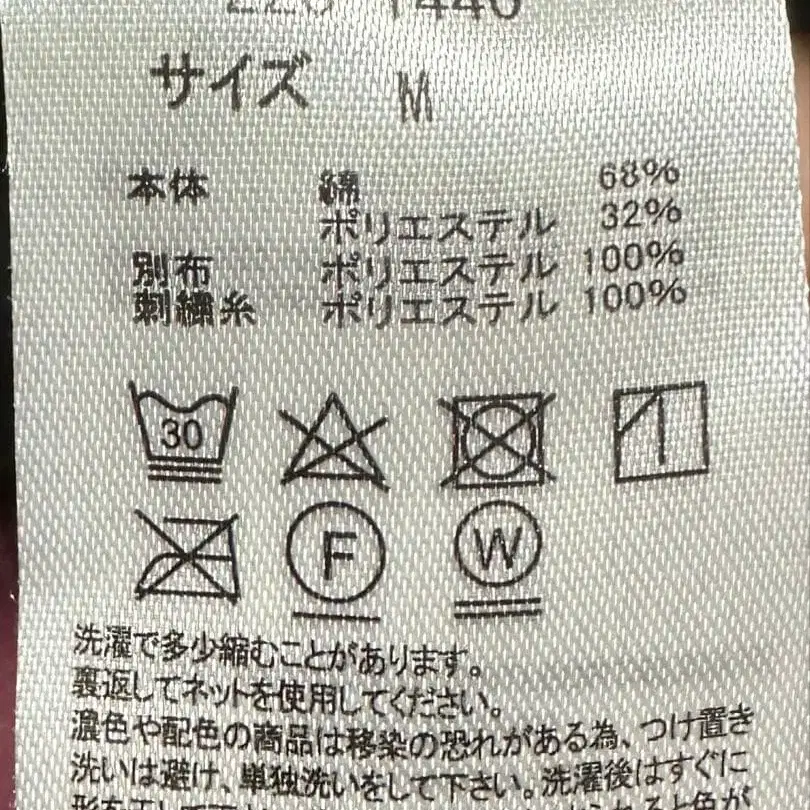 サイズ M
本体 綿 68%
ポリエステル 32%
別布 ポリエステル 100%
刺繍糸 ポリエステル 100%
30
F W
洗濯で多少縮むことがあります。
裏返してネットを使用してください。
濃色や配色の商品は移染の恐れがある為、つけ置き
洗いは避け、単独洗いをして下さい。洗濯後はすぐに